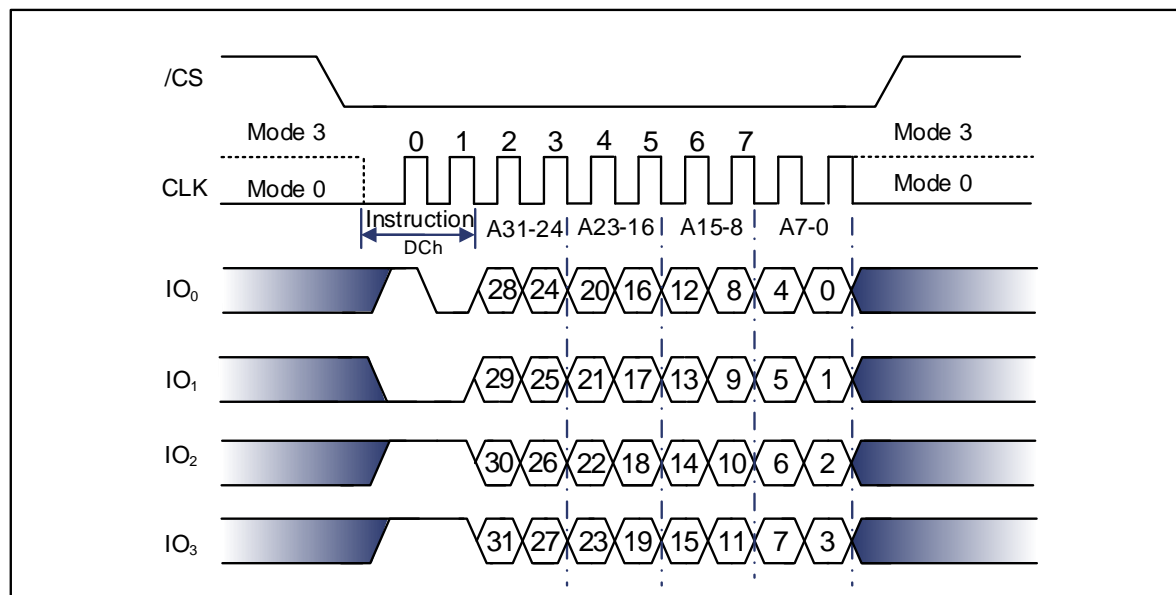 /CS
Mode 3 Mode 3
0 1 2 3 4 5 6 7
CLK Mode 0 Mode 0
Instruction A31-24 A23-16 A15-8 A7-0
DCh
IO0 28 24 20 16 12 8 4 0
IO1 29 25 21 17 13 9 5 1
IO2 30 26 22 18 14 10 6 2
IO3 31 27 23 19 15 11 7 3